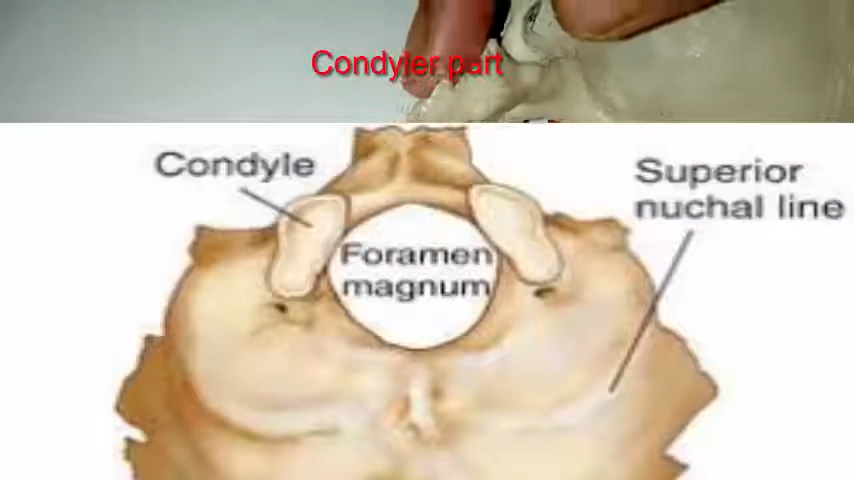 Condyler part
Condyle
Superior
nuchal line
Foramen
magnum